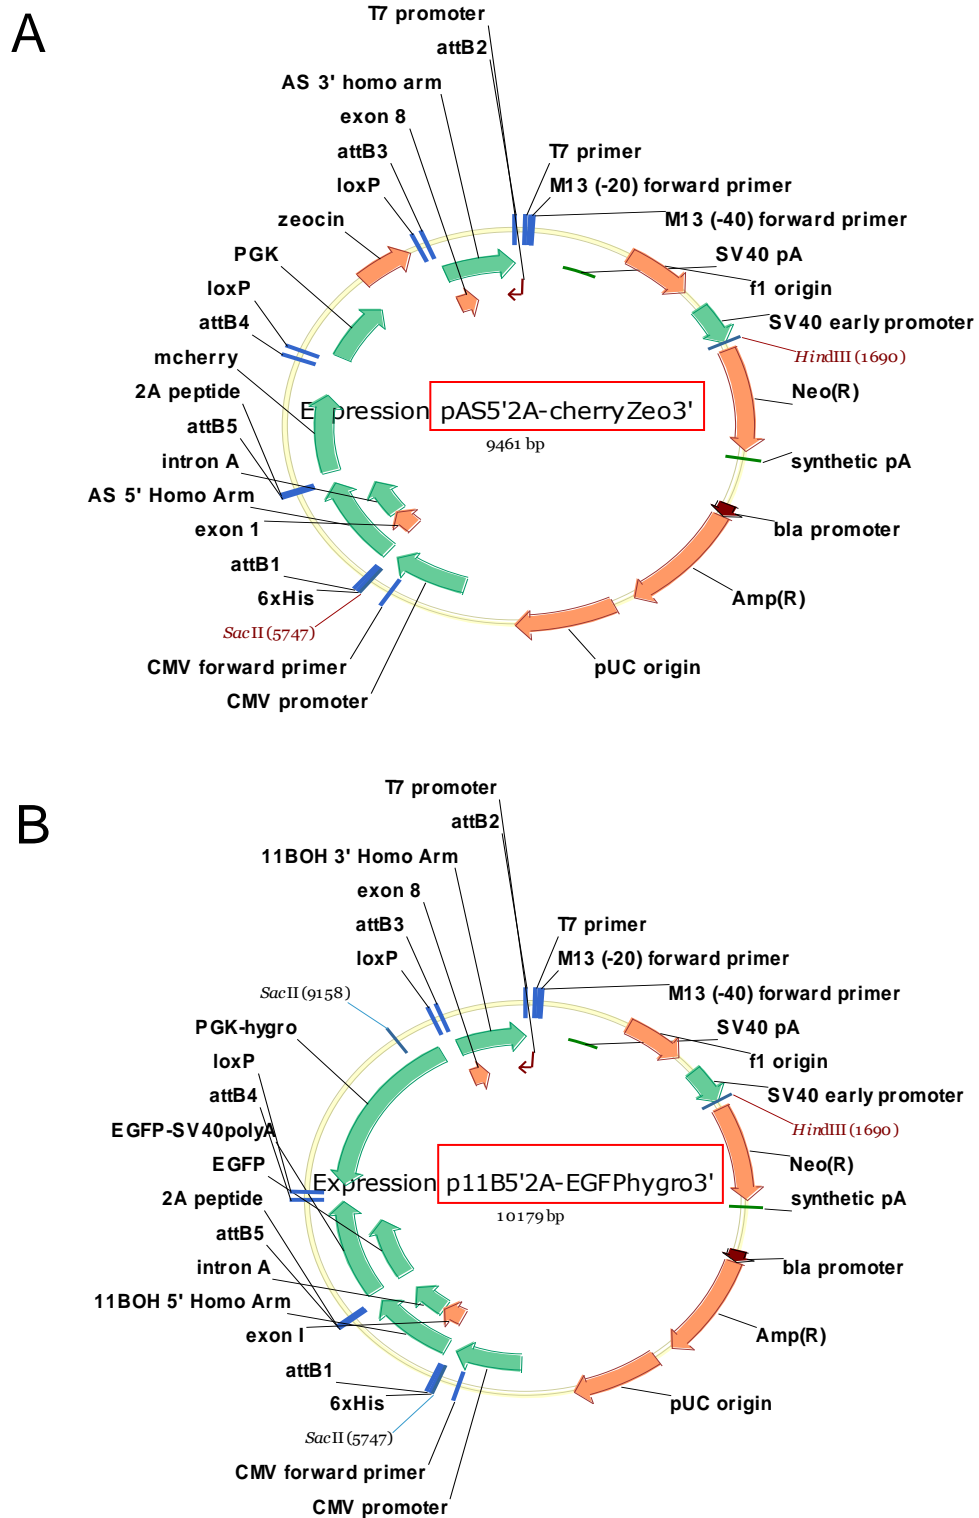 A
T7 promoter
attB2
AS 3' homo arm
exon 8
attB3
T7 primer
loxP
M13 (-20) forward primer
zeocin
M13 (-40) forward primer
PGK
SV40 pA
loxP
f1 origin
attB4
SV40 early promoter
mcherry
HindIII (1690)
2A peptide
Neo(R)
Expression pAS5'2A-cherryZeo3'
attB5
9461 bp
intron A
synthetic pA
AS 5' Homo Arm
exon 1
bla promoter
attB1
6xHis
Amp(R)
SacII (5747)
CMV forward primer
pUC origin
CMV promoter
B
T7 promoter
attB2
11BOH 3' Homo Arm
exon 8
attB3
T7 primer
loxP
M13 (-20) forward primer
SacII (9158)
M13 (-40) forward primer
PGK-hygro
SV40 pA
loxP
f1 origin
attB4
SV40 early promoter
EGFP-SV40polyA
HindIII (1690)
EGFP
Neo(R)
Expression p11B5'2A-EGFPhygro3'
2A peptide
synthetic pA
10179 bp
attB5
intron A
bla promoter
11BOH 5' Homo Arm
exon I
Amp(R)
attB1
6xHis
pUC origin
SacII (5747)
CMV forward primer
CMV promoter